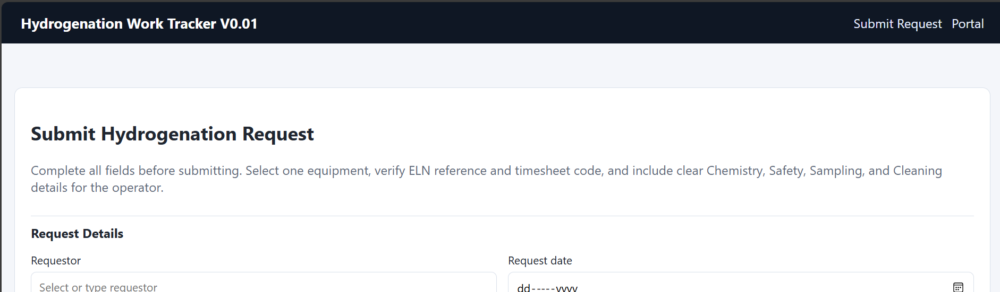 Hydrogenation Work Tracker V0.01
Submit Request Portal
Submit Hydrogenation Request
Complete all fields before submitting. Select one equipment, verify ELN reference and timesheet code, and include clear Chemistry, Safety, Sampling, and Cleaning
details for the operator.
Request Details
Requestor
Request date
Select or type requestor
dd-----yyyy